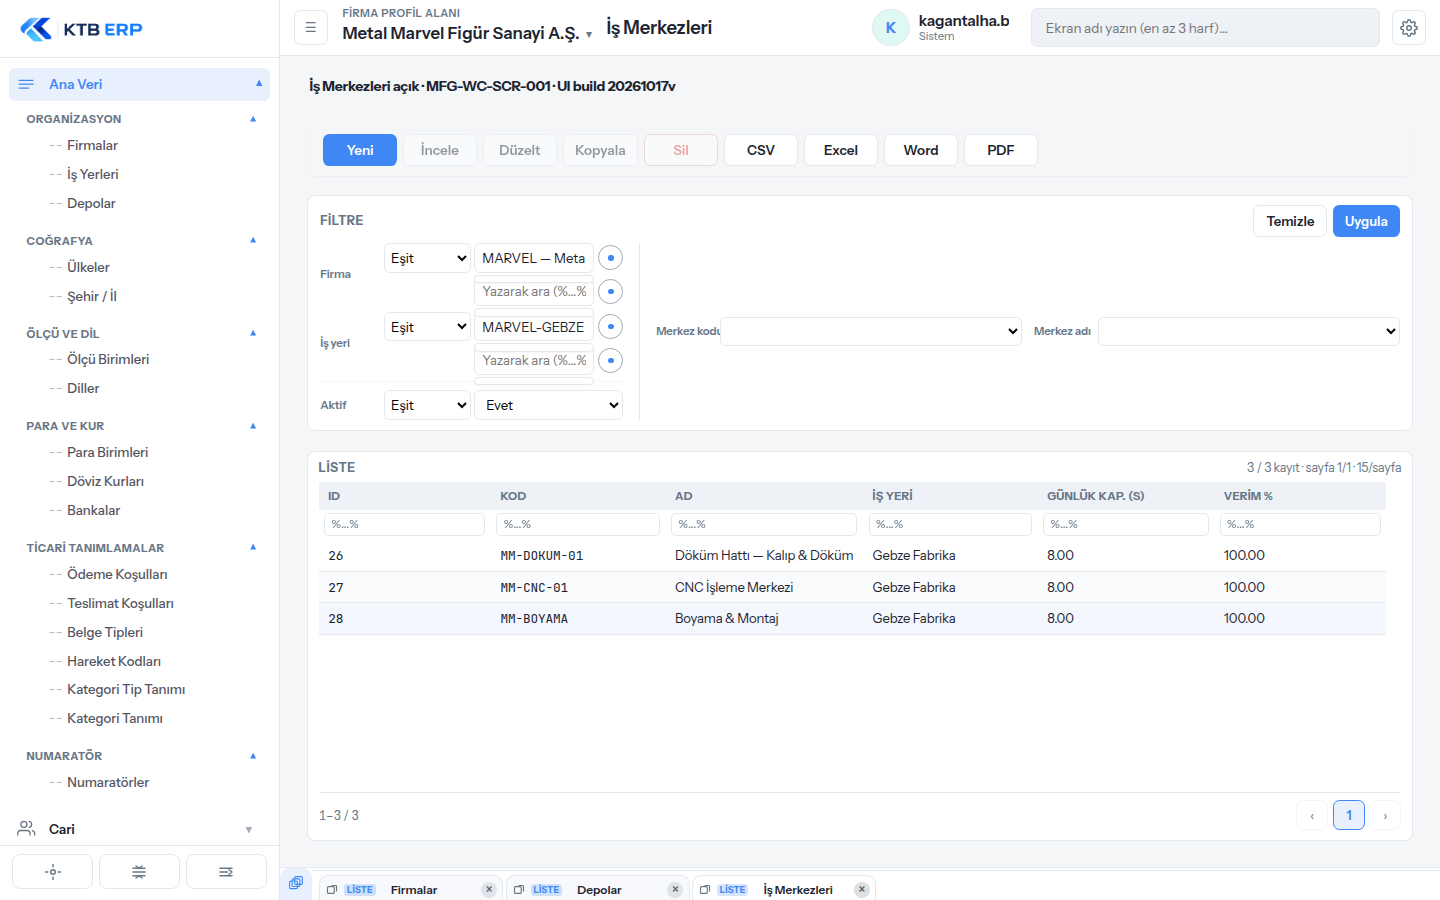 KTB ERP
FİRMA PROFİL ALANI
Metal Marvel Figür Sanayi A.Ş. ▾
İş Merkezleri
K
kagantalha.b
Sistem
Ekran adı yazın (en az 3 harf)...
Ana Veri
ORGANİZASYON
Firmalar
İş Yerleri
Depolar
COĞRAFYA
Ülkeler
Şehir / İl
ÖLÇÜ VE DİL
Ölçü Birimleri
Diller
PARA VE KUR
Para Birimleri
Döviz Kurları
Bankalar
TİCARİ TANIMLAMALAR
Ödeme Koşulları
Teslimat Koşulları
Belge Tipleri
Hareket Kodları
Kategori Tip Tanımı
Kategori Tanımı
NUMARATÖR
Numaratörler
Cari
İş Merkezleri açık · MFG-WC-SCR-001 · UI build 20261017v
Yeni İncele Düzelt Kopyala Sil CSV Excel Word PDF
FİLTRE
Temizle Uygula
Firma Eşit MARVEL — Meta
Yazarak ara (%...%
İş yeri Eşit MARVEL-GEBZE
Yazarak ara (%...%
Aktif Eşit Evet
Merkez kodu
Merkez adı
LİSTE
3 / 3 kayıt · sayfa 1/1 · 15/sayfa
ID KOD AD İŞ YERİ GÜNLÜK KAP. (S) VERİM %
%...% %...% %...% %...% %...% %...%
26 MM-DOKUM-01 Döküm Hattı — Kalıp & Döküm Gebze Fabrika 8.00 100.00
27 MM-CNC-01 CNC İşleme Merkezi Gebze Fabrika 8.00 100.00
28 MM-BOYAMA Boyama & Montaj Gebze Fabrika 8.00 100.00
1–3 / 3
‹ 1 ›
LİSTE Firmalar ×
LİSTE Depolar ×
LİSTE İş Merkezleri ×